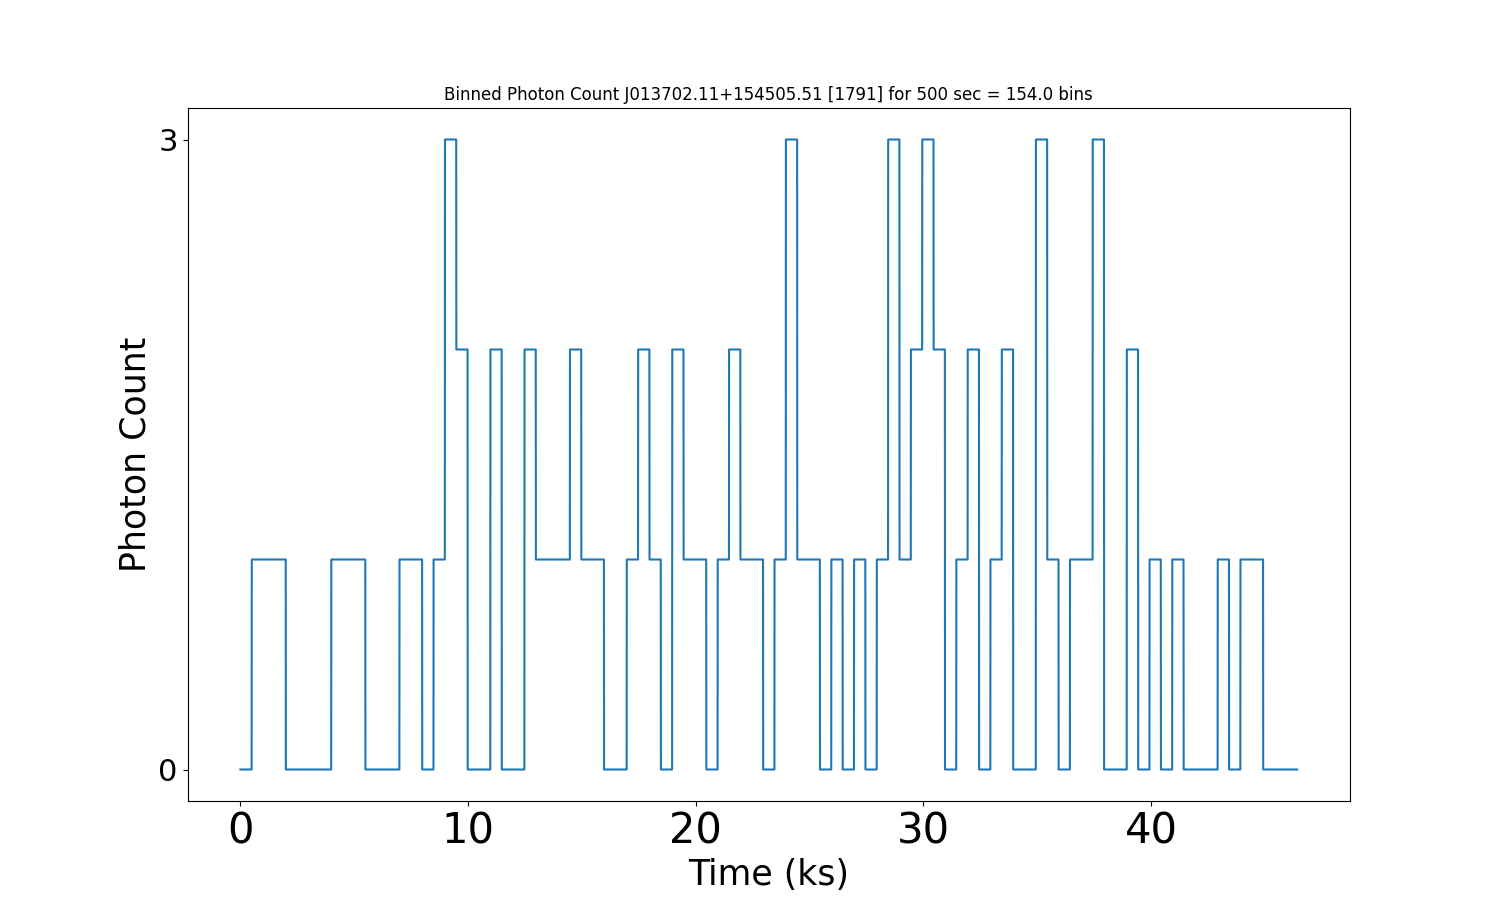 Binned Photon Count J013702.11+154505.51 [1791] for 500 sec = 154.0 bins
3
Photon Count
0
0 10 20 30 40
Time (ks)